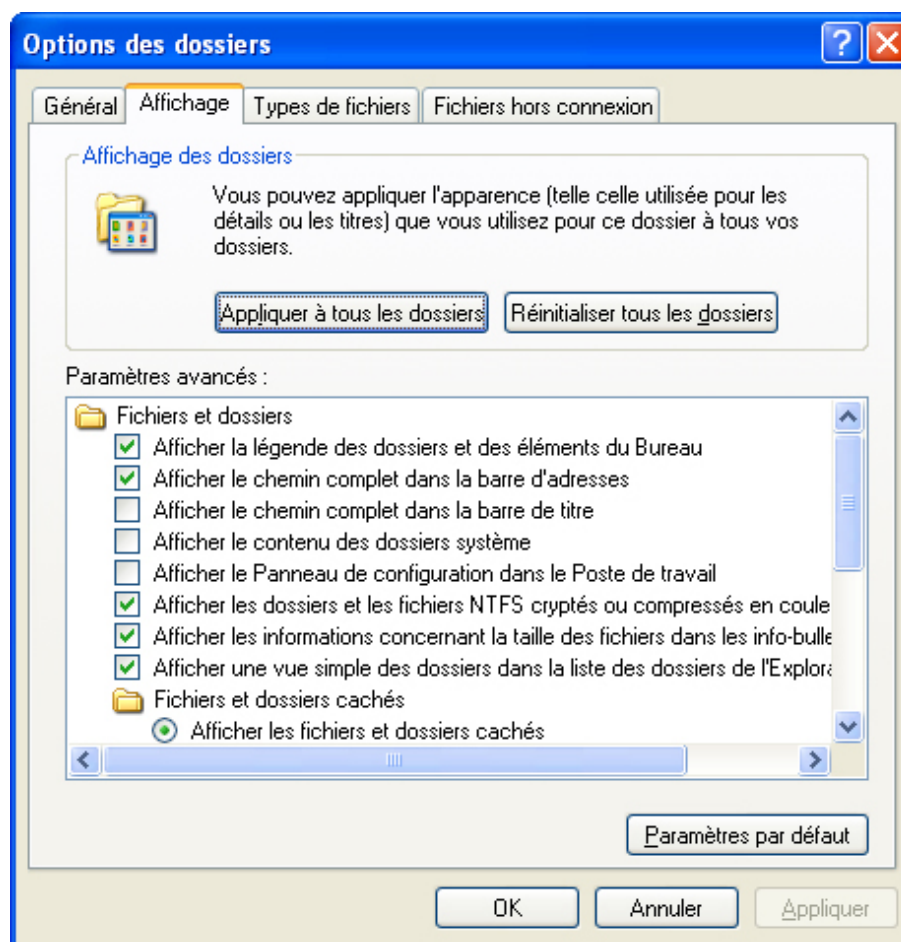 Options des dossiers
Général Affichage Types de fichiers Fichiers hors connexion
Affichage des dossiers
Vous pouvez appliquer l'apparence (telle celle utilisée pour les
détails ou les titres) que vous utilisez pour ce dossier à tous vos
dossiers.
Appliquer à tous les dossiers Réinitialiser tous les dossiers
Paramètres avancés :
Fichiers et dossiers
Afficher la légende des dossiers et des éléments du Bureau
Afficher le chemin complet dans la barre d'adresses
Afficher le chemin complet dans la barre de titre
Afficher le contenu des dossiers système
Afficher le Panneau de configuration dans le Poste de travail
Afficher les dossiers et les fichiers NTFS cryptés ou compressés en coule
Afficher les informations concernant la taille des fichiers dans les info-bulle
Afficher une vue simple des dossiers dans la liste des dossiers de l'Explora
Fichiers et dossiers cachés
Afficher les fichiers et dossiers cachés
Paramètres par défaut
OK Annuler Appliquer